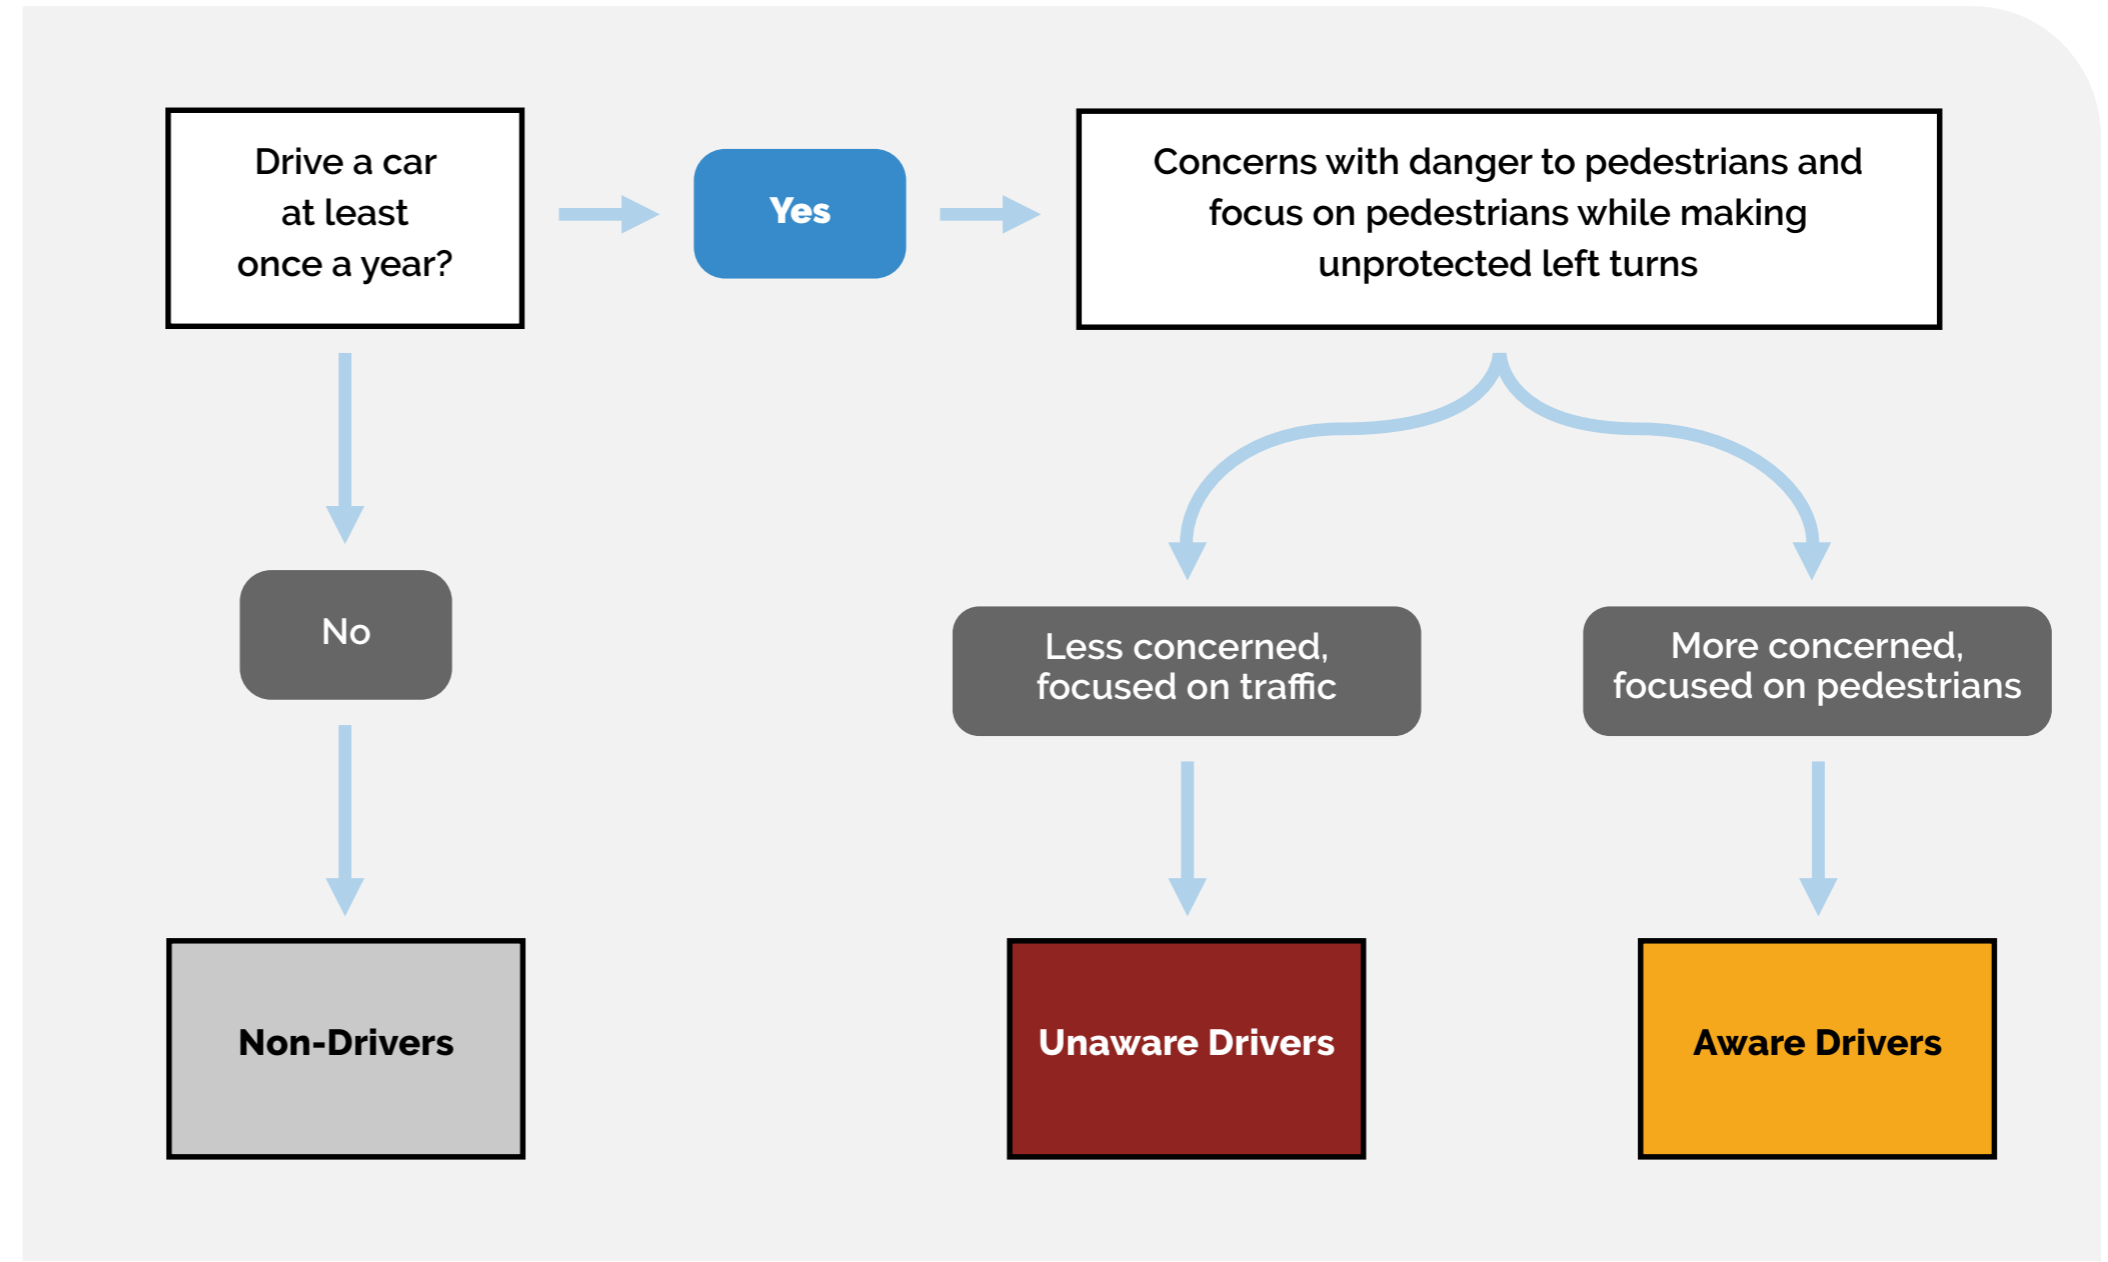 Drive a car
at least
once a year?
Yes
Concerns with danger to pedestrians and
focus on pedestrians while making
unprotected left turns
No
Less concerned,
focused on traffic
More concerned,
focused on pedestrians
Non-Drivers
Unaware Drivers
Aware Drivers